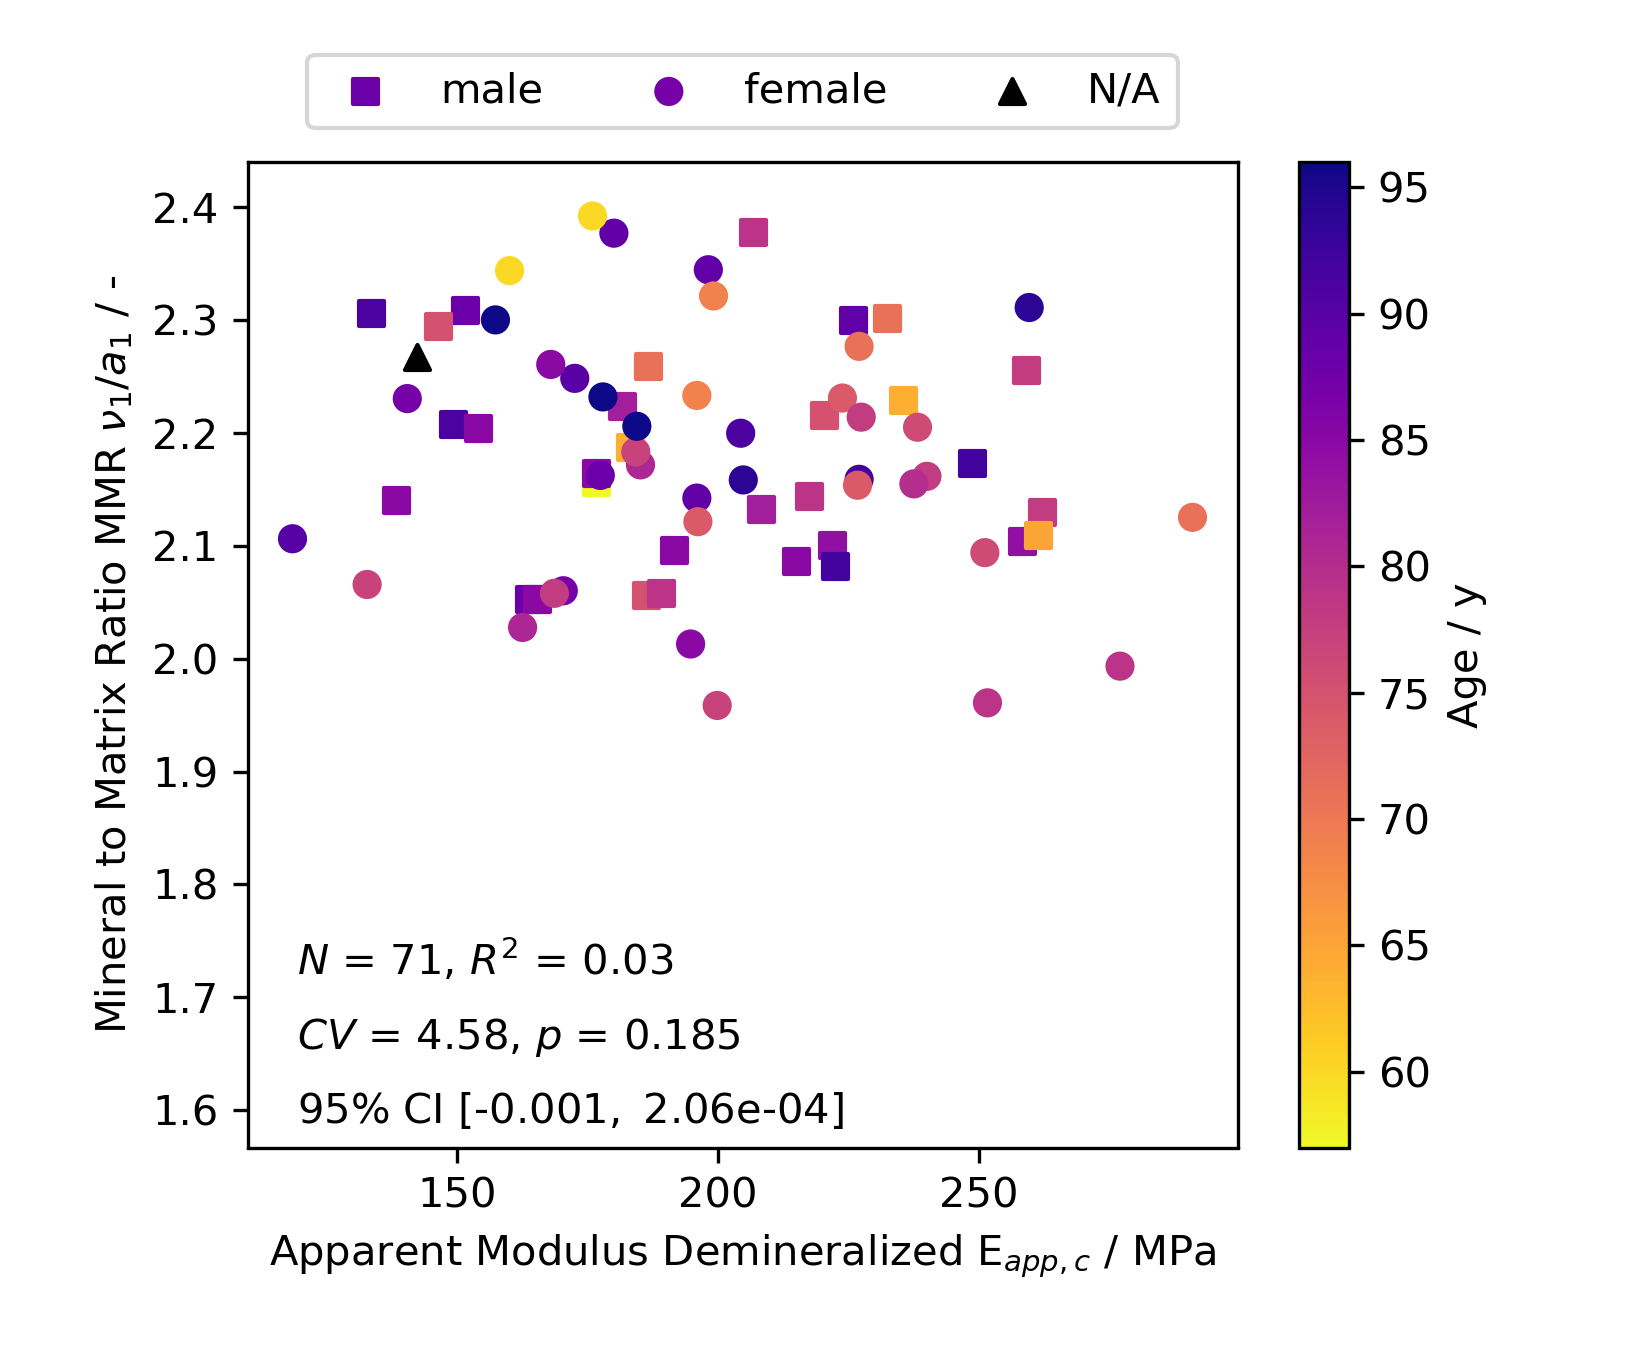 male female N/A
2.4
2.3
2.2
2.1
2.0
1.9
1.8
1.7
1.6
Mineral to Matrix Ratio MMR ν₁/a₁ / -
N = 71, R² = 0.03
CV = 4.58, p = 0.185
95% CI [-0.001, 2.06e-04]
150 200 250
Apparent Modulus Demineralized E_app,c / MPa
95
90
85
80
75
70
65
60
Age / y